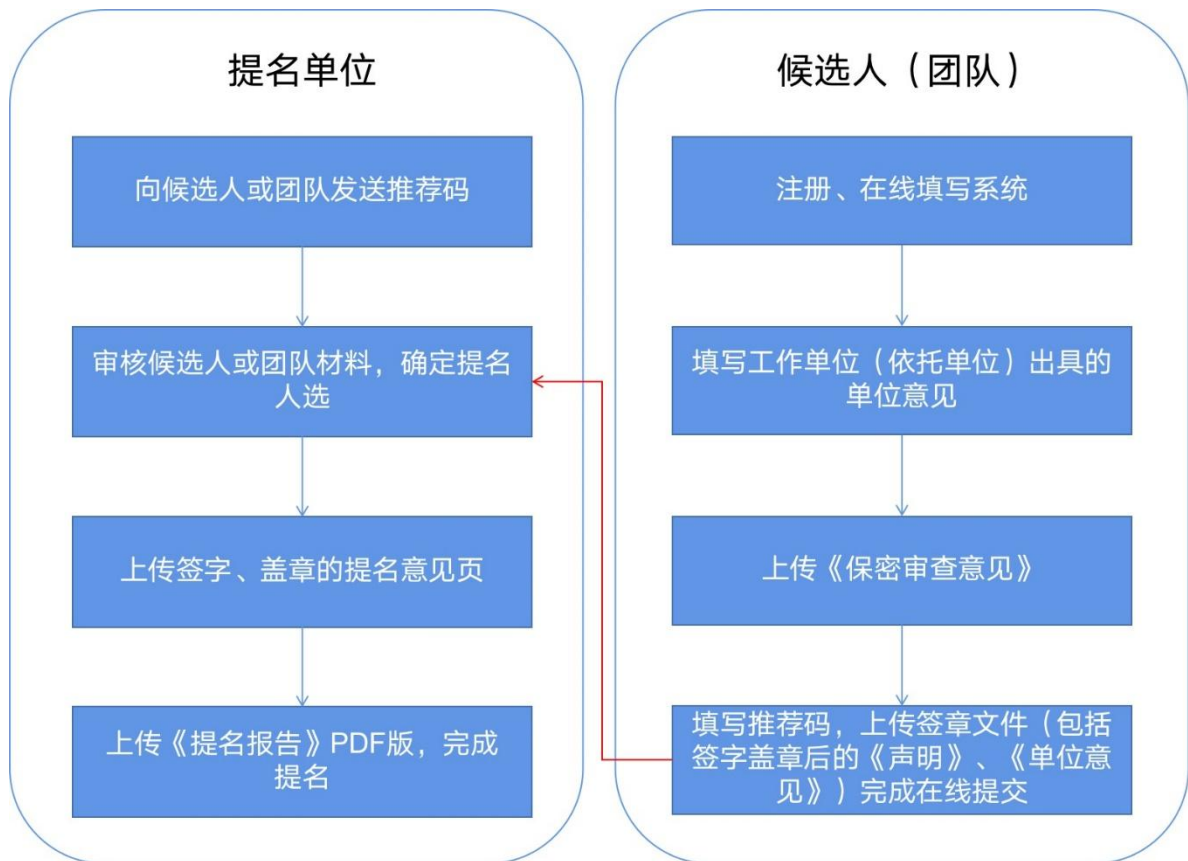 提名单位
向候选人或团队发送推荐码
审核候选人或团队材料，确定提名
人选
上传签字、盖章的提名意见页
上传《提名报告》PDF版，完成
提名
候选人（团队）
注册、在线填写系统
填写工作单位（依托单位）出具的
单位意见
上传《保密审查意见》
填写推荐码，上传签章文件（包括
签字盖章后的《声明》、《单位意
见》）完成在线提交